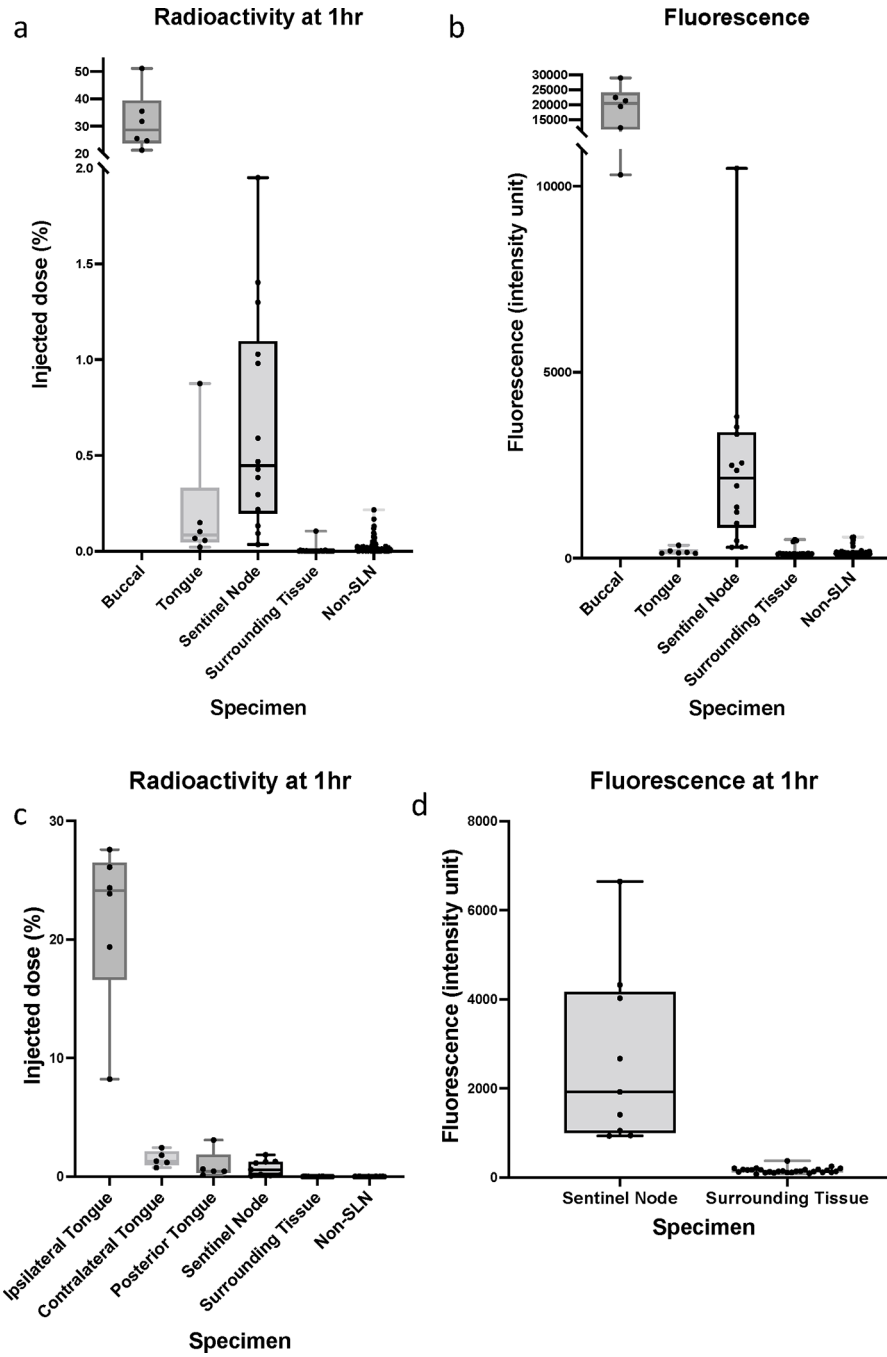 a
Radioactivity at 1hr
Injected dose (%)
50
40
30
20
2.0
1.5
1.0
0.5
0.0
Buccal
Tongue
Sentinel Node
Surrounding Tissue
Non-SLN
Specimen
b
Fluorescence
Fluorescence (intensity unit)
30000
25000
20000
15000
10000
5000
0
Buccal
Tongue
Sentinel Node
Surrounding Tissue
Non-SLN
Specimen
c
Radioactivity at 1hr
Injected dose (%)
30
20
10
0
Ipsilateral Tongue
Contralateral Tongue
Posterior Tongue
Sentinel Node
Surrounding Tissue
Non-SLN
Specimen
d
Fluorescence at 1hr
Fluorescence (intensity unit)
8000
6000
4000
2000
0
Sentinel Node
Surrounding Tissue
Specimen